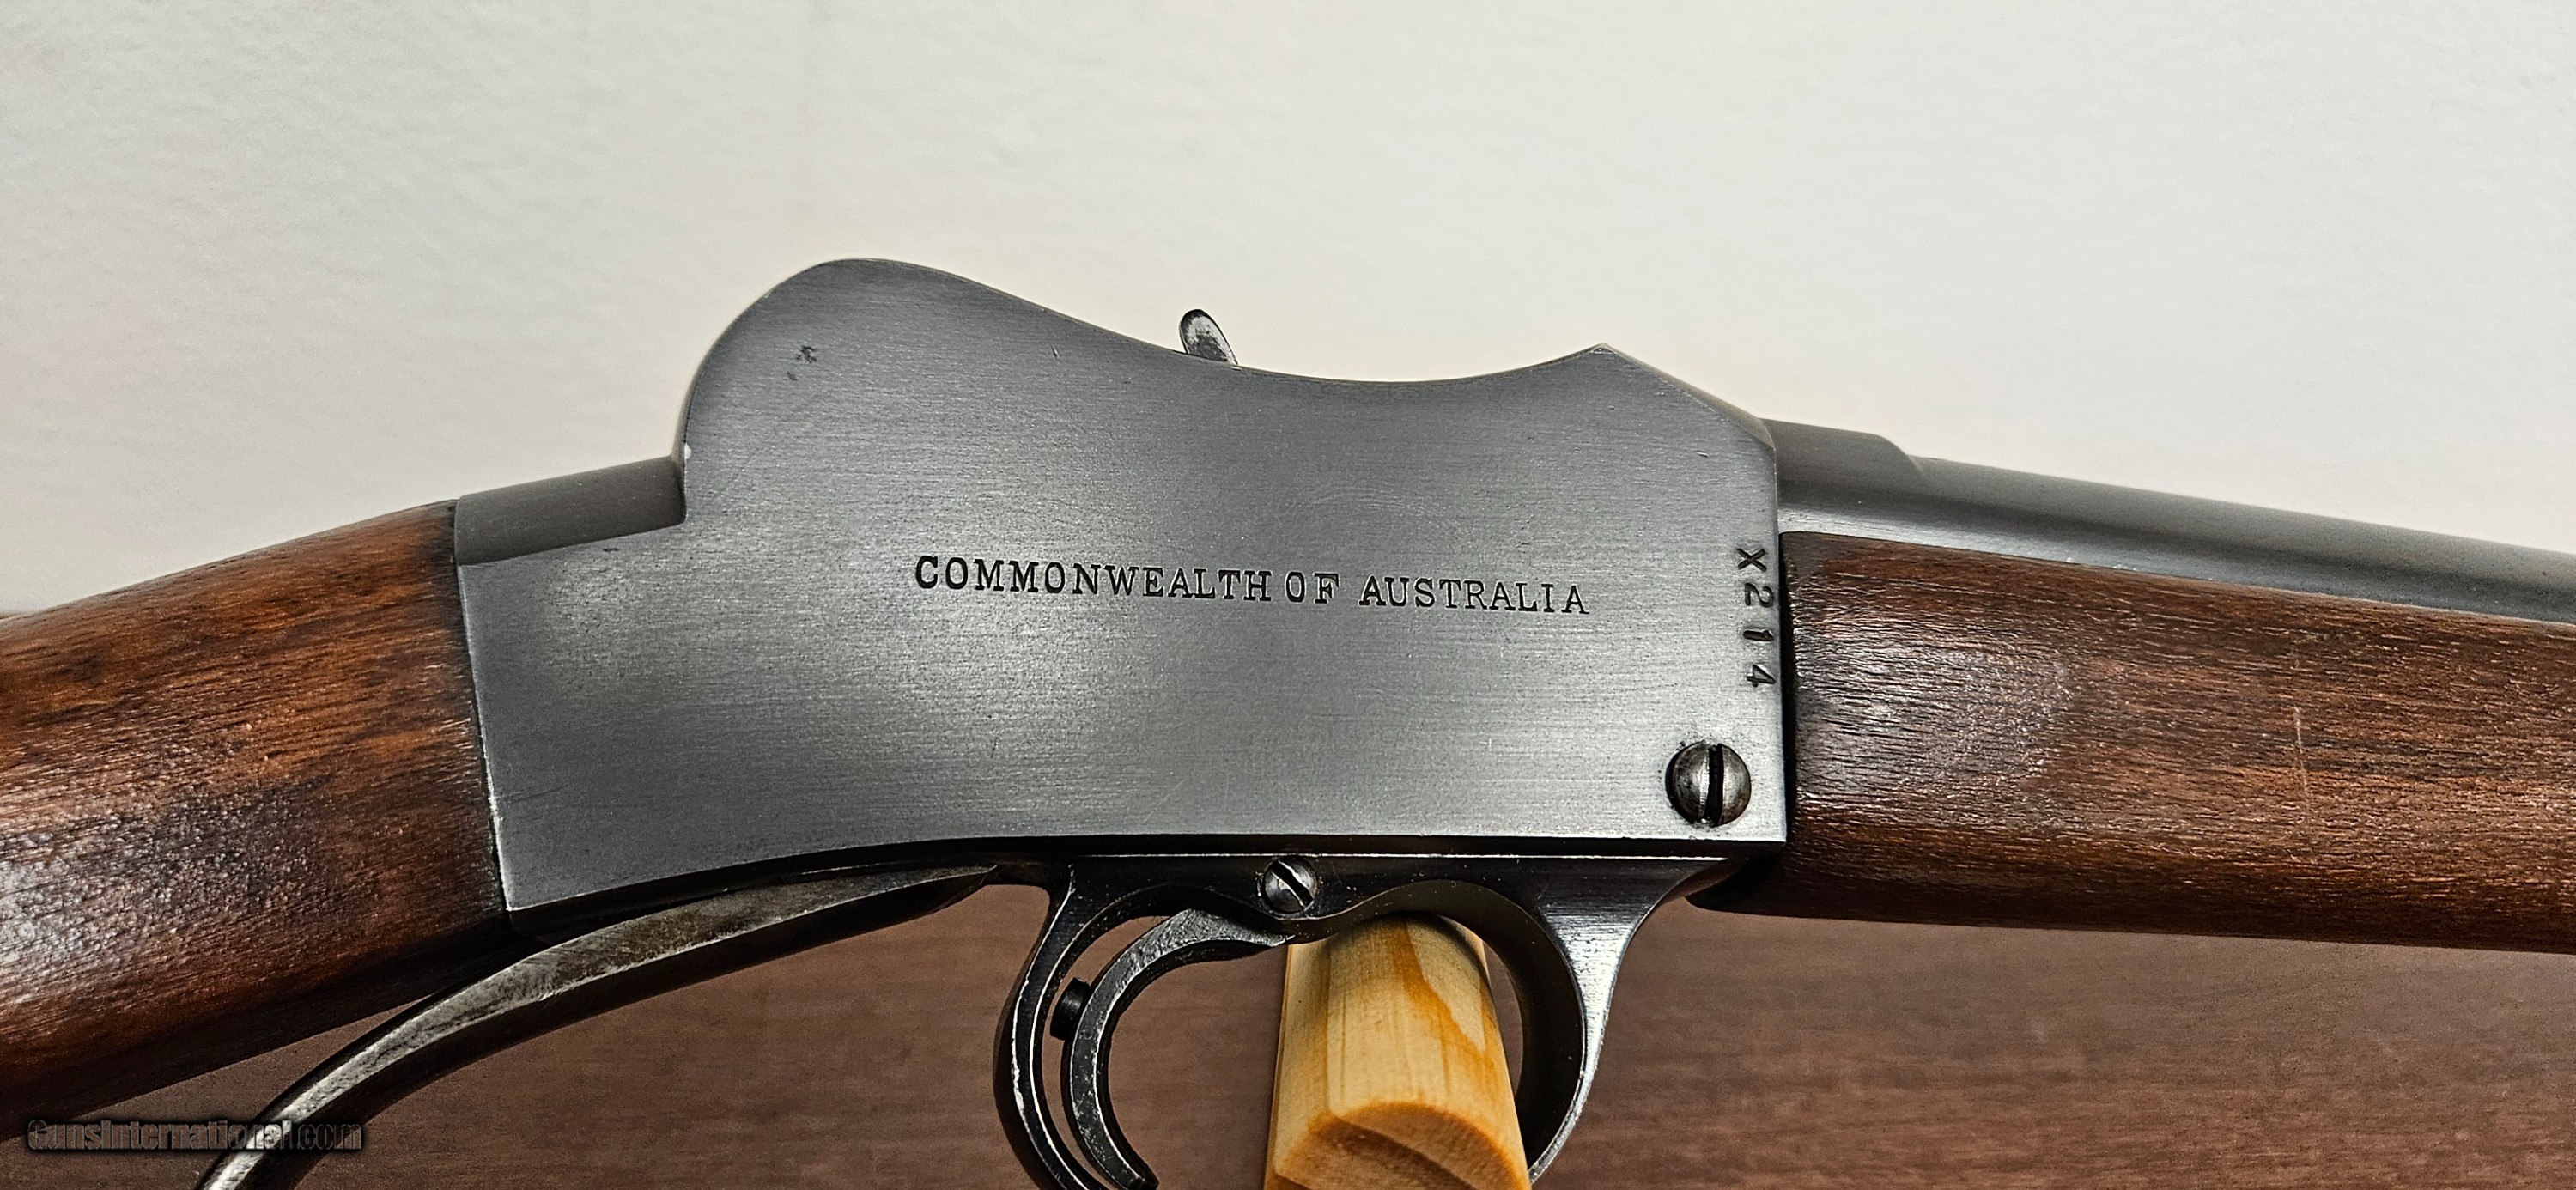 COMMONWEALTH OF AUSTRALIA
X214
GunsInternational.com